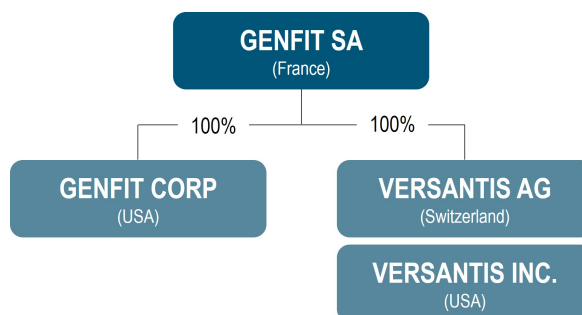 GENFIT SA
(France)
100%
100%
GENFIT CORP
(USA)
VERSANTIS AG
(Switzerland)
VERSANTIS INC.
(USA)